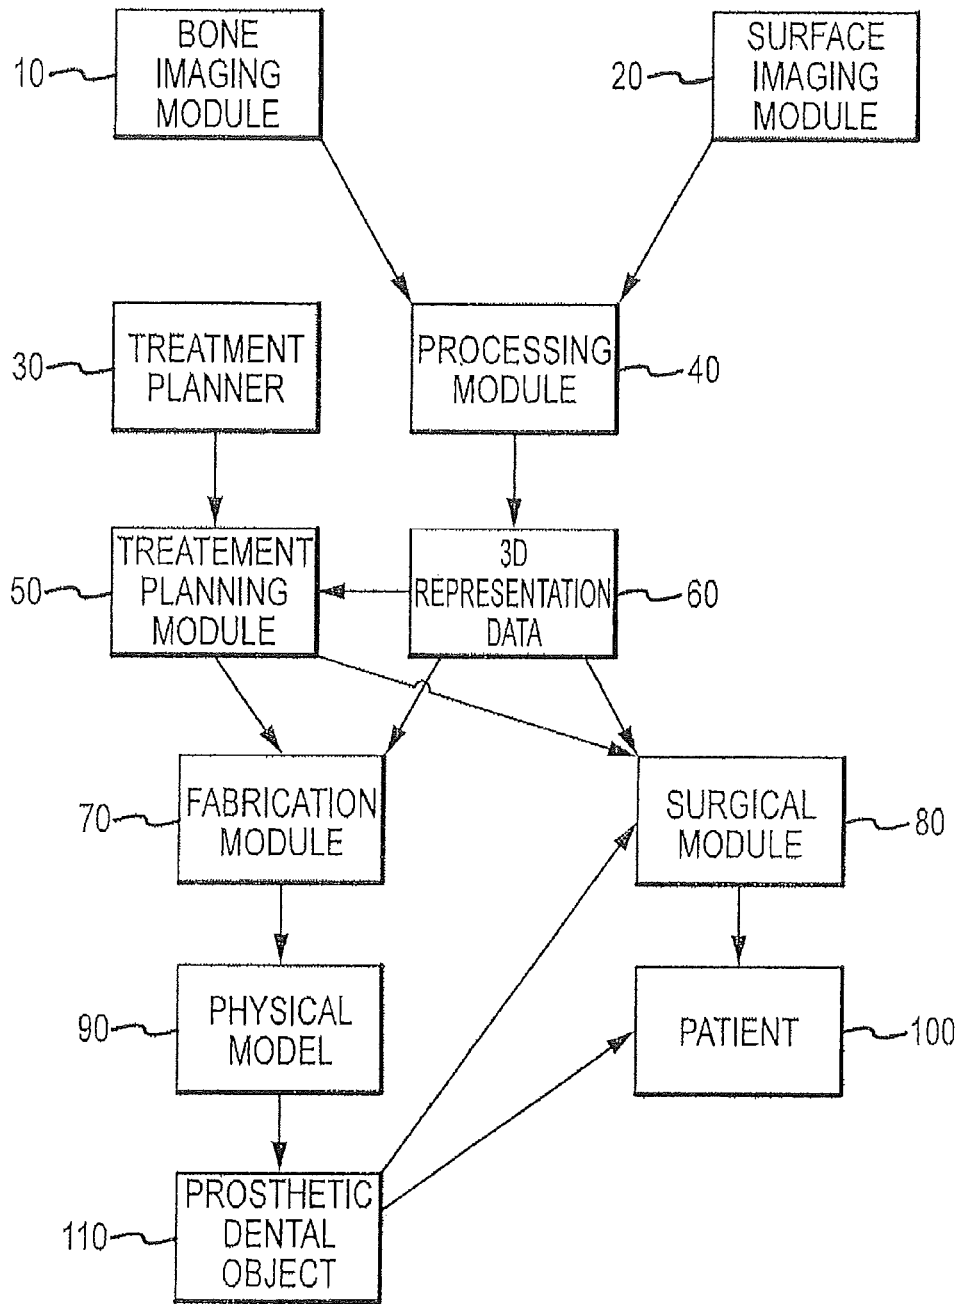 10
BONE
IMAGING
MODULE
20
SURFACE
IMAGING
MODULE
30
TREATMENT
PLANNER
PROCESSING
MODULE
40
50
TREATEMENT
PLANNING
MODULE
3D
REPRESENTATION
DATA
60
70
FABRICATION
MODULE
SURGICAL
MODULE
80
90
PHYSICAL
MODEL
PATIENT
100
110
PROSTHETIC
DENTAL
OBJECT